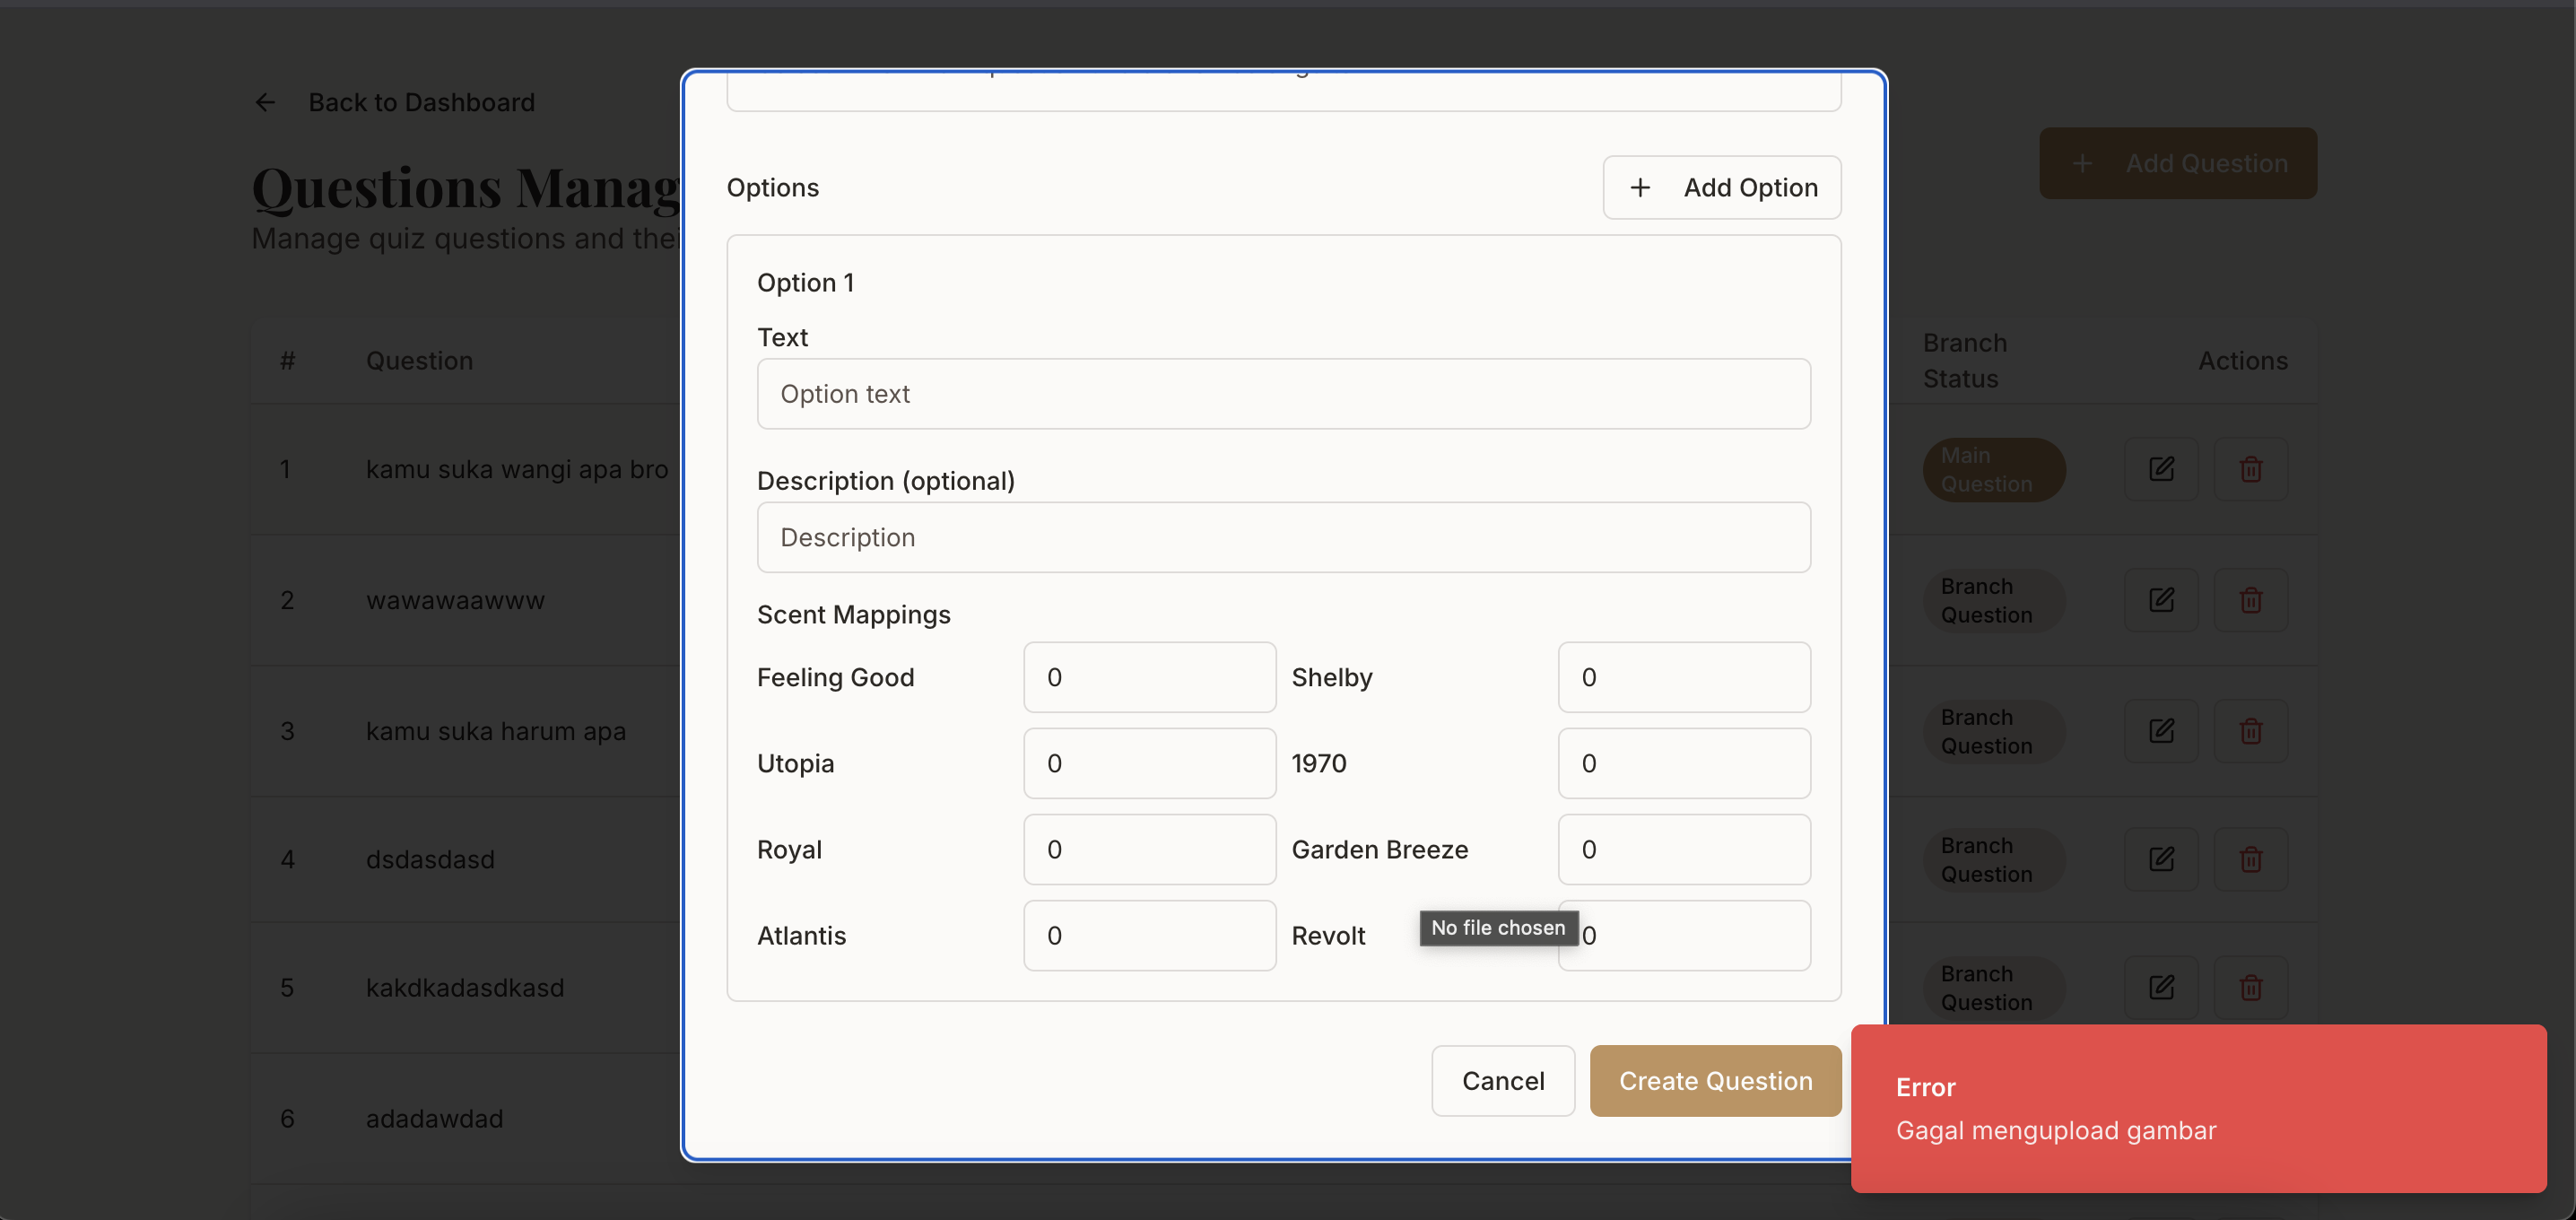 Back to Dashboard
Add Question
Questions Manag
Manage quiz questions and thei
Options
Add Option
Option 1
Text
Option text
Description (optional)
Description
Scent Mappings
Feeling Good 0 Shelby 0
Utopia 0 1970 0
Royal 0 Garden Breeze 0
Atlantis 0 Revolt 0
No file chosen
Cancel
Create Question
# Question
Branch
Status
Actions
1 kamu suka wangi apa bro
Main
Question
2 wawawaawww
Branch
Question
3 kamu suka harum apa
Branch
Question
4 dsdasdasd
Branch
Question
5 kakdkadasdkasd
Branch
Question
6 adadawdad
Error
Gagal mengupload gambar